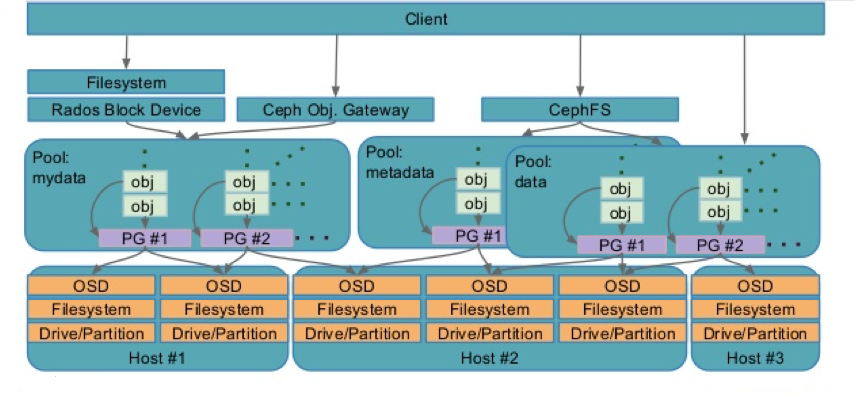 Client
Filesystem
Rados Block Device
Ceph Obj. Gateway
CephFS
Pool:
mydata
obj
obj
obj
obj
PG #1
PG #2
Pool:
metadata
obj
obj
PG #1
Pool:
data
obj
obj
obj
obj
PG #1
PG #2
OSD
OSD
OSD
OSD
OSD
OSD
Filesystem
Filesystem
Filesystem
Filesystem
Filesystem
Filesystem
Drive/Partition
Drive/Partition
Drive/Partition
Drive/Partition
Drive/Partition
Drive/Partition
Host #1
Host #2
Host #3